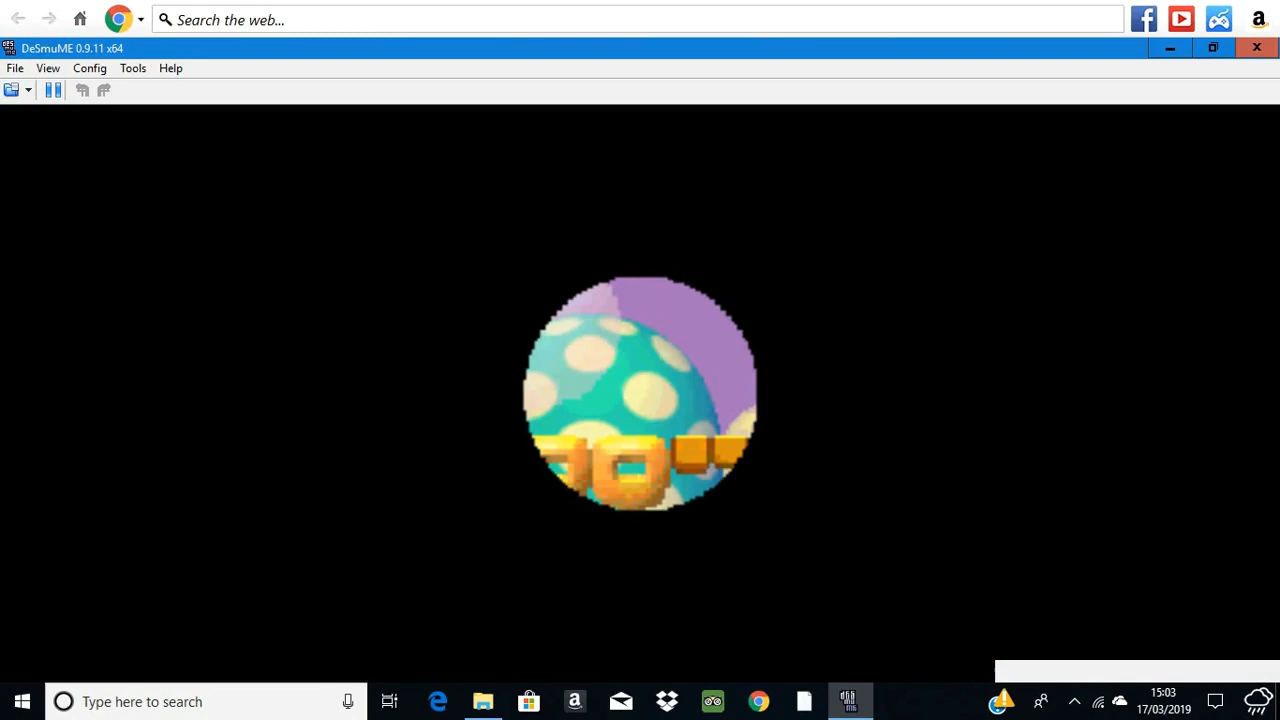 Search the web...
DeSmuME 0.9.11 x64
File View Config Tools Help
Type here to search
15:03
17/03/2019